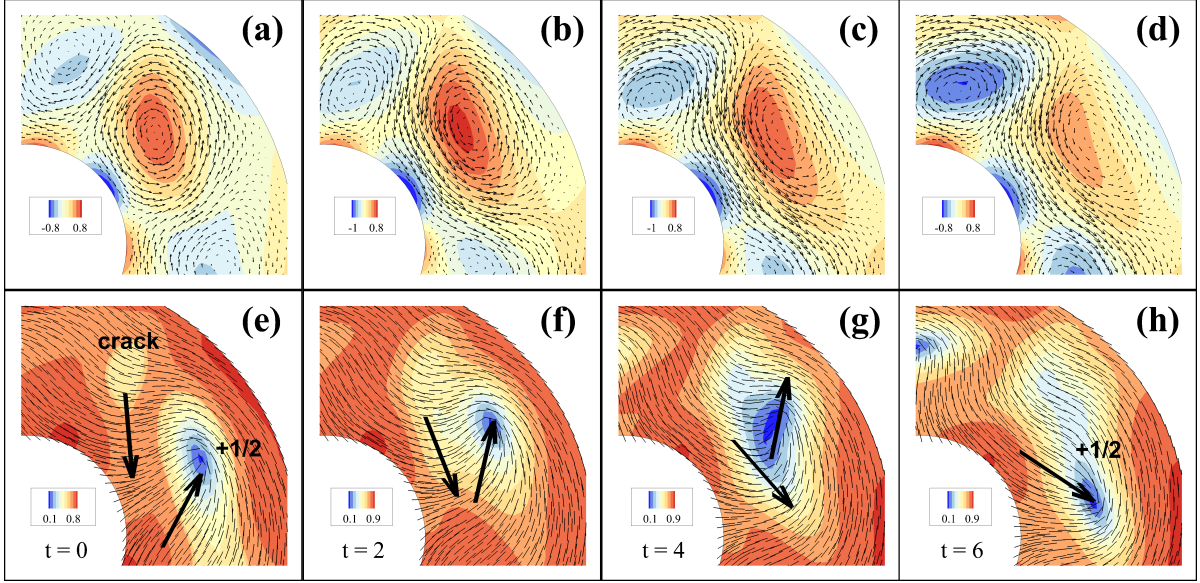 (a) (b) (c) (d)
-0.8 0.8 -1 0.8 -1 0.8 -0.8 0.8
(e) (f) (g) (h)
crack
+1/2 +1/2
0.1 0.8 0.1 0.9 0.1 0.9 0.1 0.9
t = 0 t = 2 t = 4 t = 6